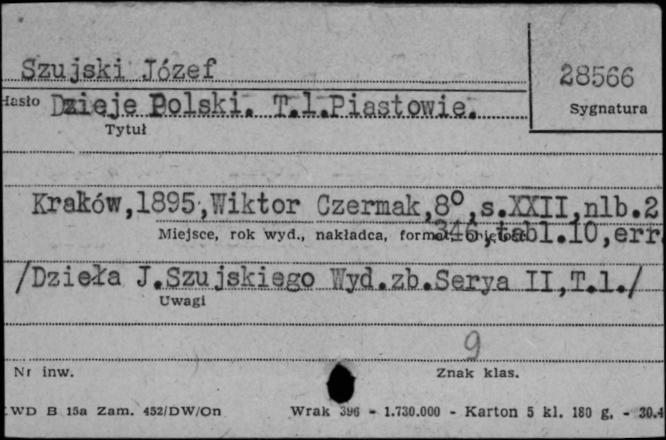 Szujski Józef
28566
Hasło Dzieje Polski. T.1.Piastowie.
Sygnatura
Tytuł
Kraków,1895,Wiktor Czermak,8°,s.XXII,nlb.2
346,tabl.10,err
Miejsce, rok wyd., nakładca, format, objętość
/Dzieła J.Szujskiego Wyd.zb.Serya II,T.1./
Uwagi
9
Nr inw.
Znak klas.
WD B 15a Zam. 452/DW/On Wrak 396 - 1.730.000 - Karton 5 kl. 180 g. - 30.4